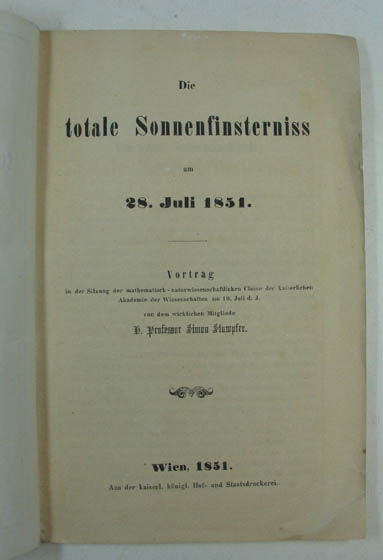 Die
totale Sonnenfinsterniss
am
28. Juli 1851.
Vortrag
in der Sitzung der mathematisch-naturwissenschaftlichen Classe der kaiserlichen
Akademie der Wissenschaften am 10. Juli d. J.
von dem wirklichen Mitgliede
H. Professor Simon Stampfer.
Wien, 1851.
Aus der kaiserl. königl. Hof- und Staatsdruckerei.